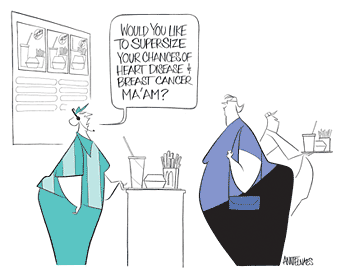 WOULD YOU LIKE
TO SUPERSIZE
YOUR CHANCES OF
HEART DISEASE &
BREAST CANCER
MA'AM?